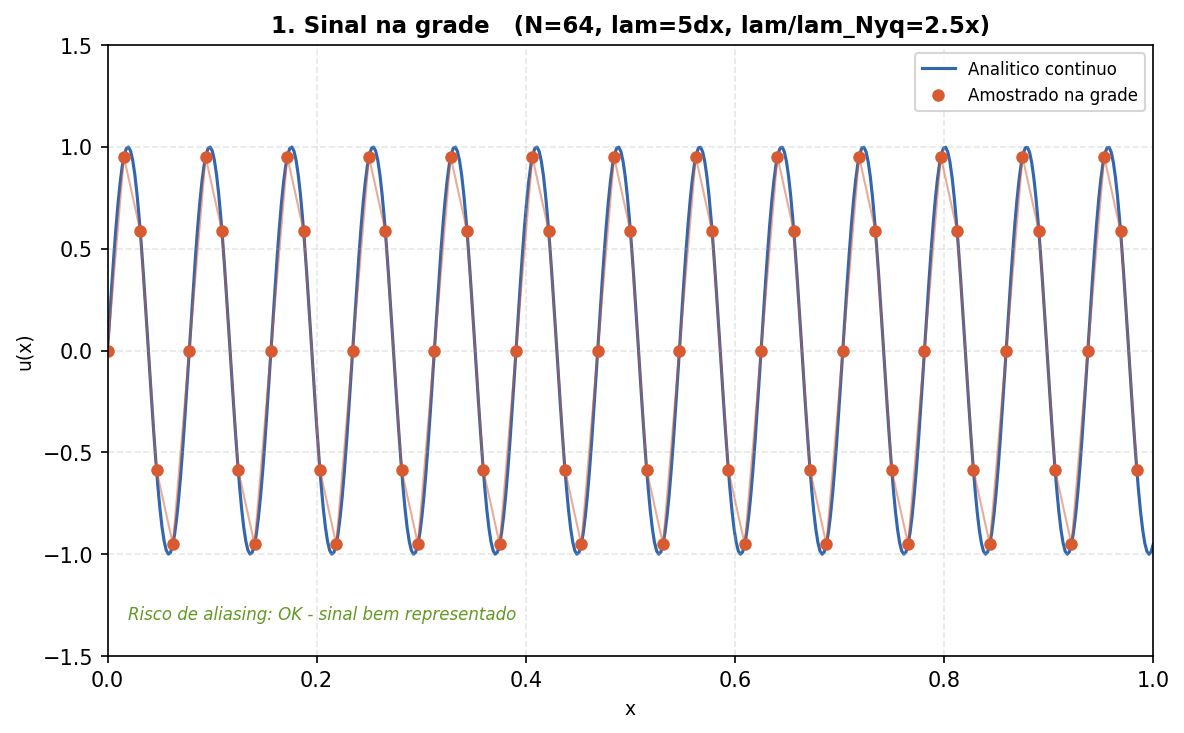 1. Sinal na grade   (N=64, lam=5dx, lam/lam_Nyq=2.5x)
1.5
1.0
0.5
0.0
−0.5
−1.0
−1.5
u(x)
Analitico continuo
Amostrado na grade
Risco de aliasing: OK - sinal bem representado
0.0 0.2 0.4 0.6 0.8 1.0
x